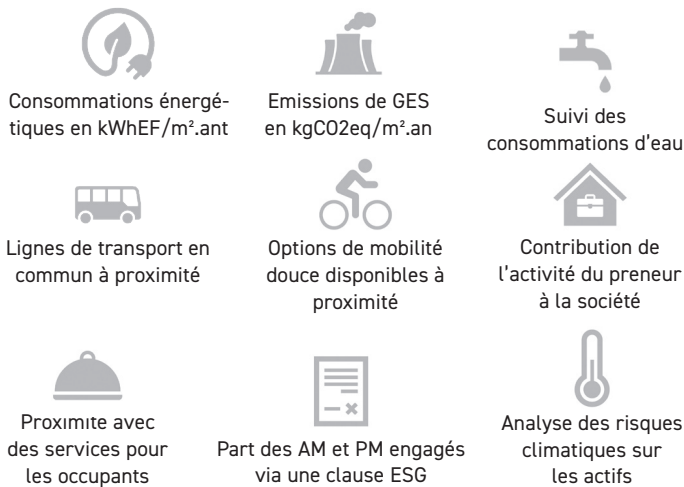 Consommations énergé-
tiques en kWhEF/m².ant
Emissions de GES
en kgCO2eq/m².an
Suivi des
consommations d'eau
Lignes de transport en
commun à proximité
Options de mobilité
douce disponibles à
proximité
Contribution de
l'activité du preneur
à la société
Proximite avec
des services pour
les occupants
Part des AM et PM engagés
via une clause ESG
Analyse des risques
climatiques sur
les actifs